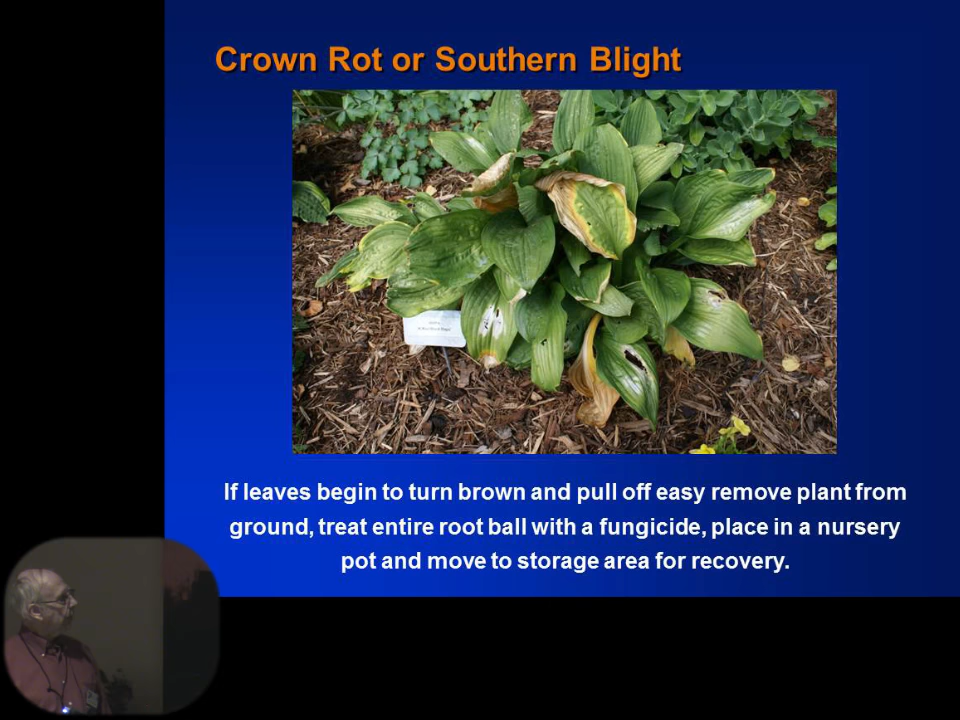 Crown Rot or Southern Blight
If leaves begin to turn brown and pull off easy remove plant from
ground, treat entire root ball with a fungicide, place in a nursery
pot and move to storage area for recovery.